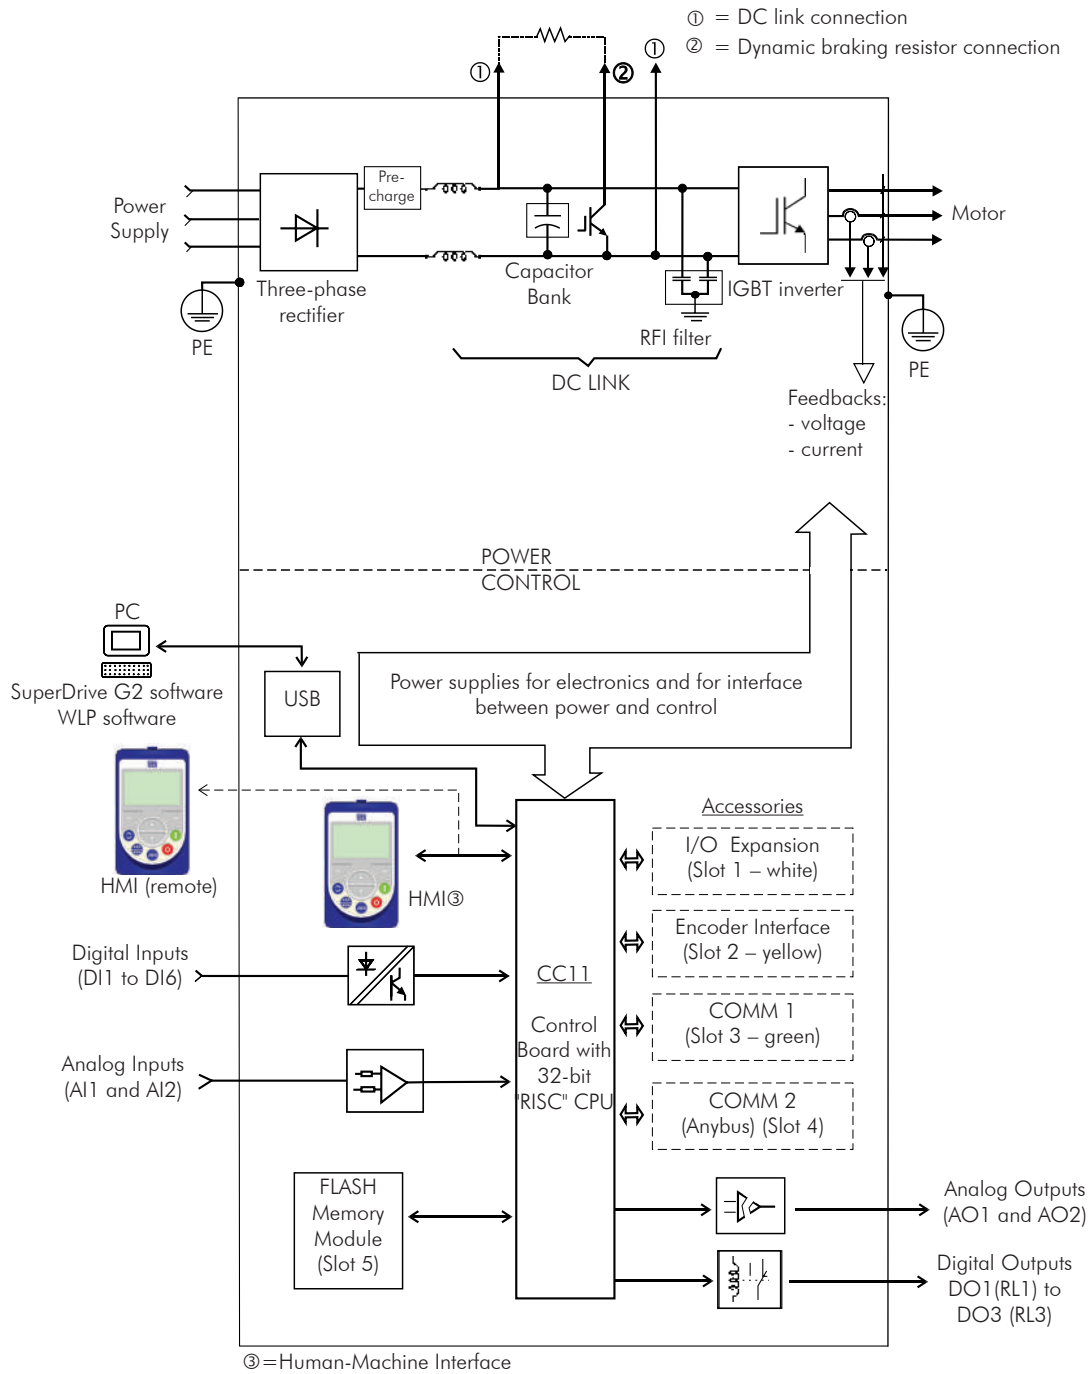 ① = DC link connection
② = Dynamic braking resistor connection
①
②
①
Pre-
charge
Power
Supply
Motor
Three-phase
rectifier
Capacitor
Bank
IGBT inverter
PE
RFI filter
PE
DC LINK
Feedbacks:
- voltage
- current
POWER
CONTROL
PC
SuperDrive G2 software
WLP software
USB
Power supplies for electronics and for interface
between power and control
HMI (remote)
HMI③
Accessories
I/O Expansion
(Slot 1 – white)
Encoder Interface
(Slot 2 – yellow)
COMM 1
(Slot 3 – green)
COMM 2
(Anybus) (Slot 4)
Digital Inputs
(DI1 to DI6)
Analog Inputs
(AI1 and AI2)
CC11
Control
Board with
32-bit
"RISC" CPU
FLASH
Memory
Module
(Slot 5)
Analog Outputs
(AO1 and AO2)
Digital Outputs
DO1(RL1) to
DO3 (RL3)
③=Human-Machine Interface